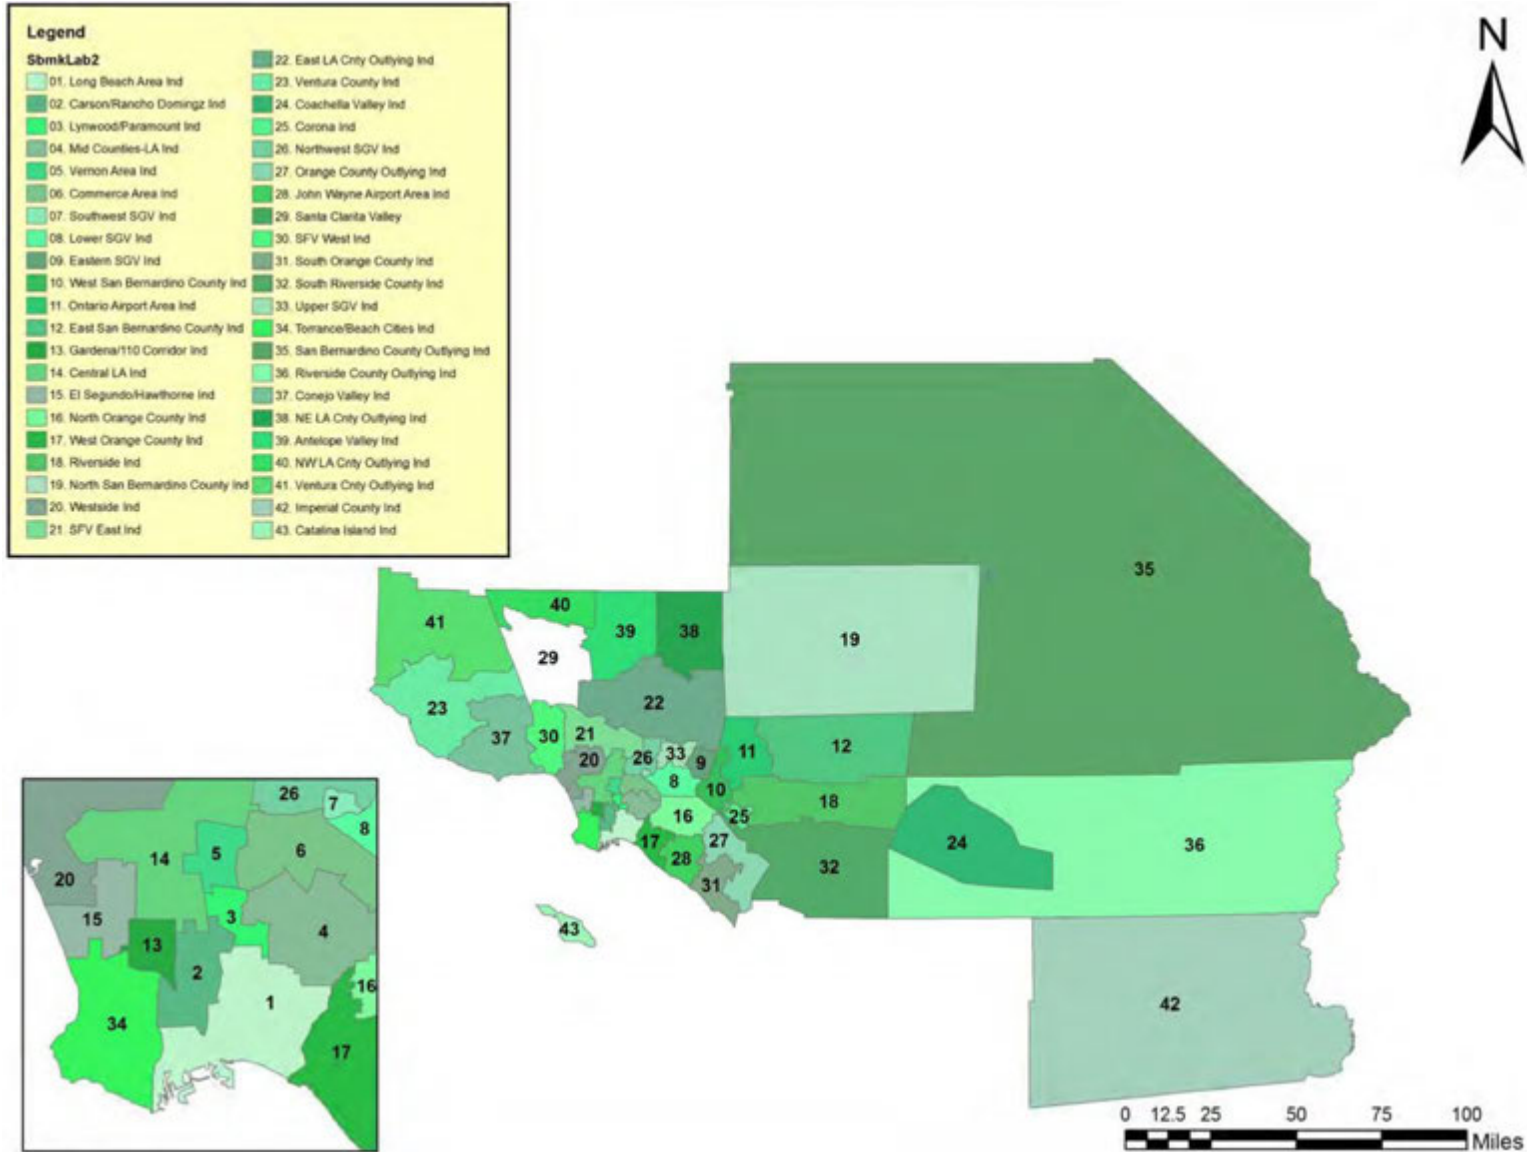 Legend
SbmkLab2
01. Long Beach Area Ind
02. Carson/Rancho Domingz Ind
03. Lynwood/Paramount Ind
04. Mid Counties-LA Ind
05. Vernon Area Ind
06. Commerce Area Ind
07. Southwest SGV Ind
08. Lower SGV Ind
09. Eastern SGV Ind
10. West San Bernardino County Ind
11. Ontario Airport Area Ind
12. East San Bernardino County Ind
13. Gardena/110 Corridor Ind
14. Central LA Ind
15. El Segundo/Hawthorne Ind
16. North Orange County Ind
17. West Orange County Ind
18. Riverside Ind
19. North San Bernardino County Ind
20. Westside Ind
21. SFV East Ind
22. East LA Cnty Outlying Ind
23. Ventura County Ind
24. Coachella Valley Ind
25. Corona Ind
26. Northwest SGV Ind
27. Orange County Outlying Ind
28. John Wayne Airport Area Ind
29. Santa Clarita Valley
30. SFV West Ind
31. South Orange County Ind
32. South Riverside County Ind
33. Upper SGV Ind
34. Torrance/Beach Cities Ind
35. San Bernardino County Outlying Ind
36. Riverside County Outlying Ind
37. Conejo Valley Ind
38. NE LA Cnty Outlying Ind
39. Antelope Valley Ind
40. NW LA Cnty Outlying Ind
41. Ventura Cnty Outlying Ind
42. Imperial County Ind
43. Catalina Island Ind
N
35
40
41
39
38
19
29
22
23
37
30
21
11
12
20
26
33
9
8
10
18
16
25
17
27
24
36
28
32
31
43
42
26
7
8
5
6
14
20
15
3
4
13
2
16
1
34
17
0 12.5 25 50 75 100
Miles